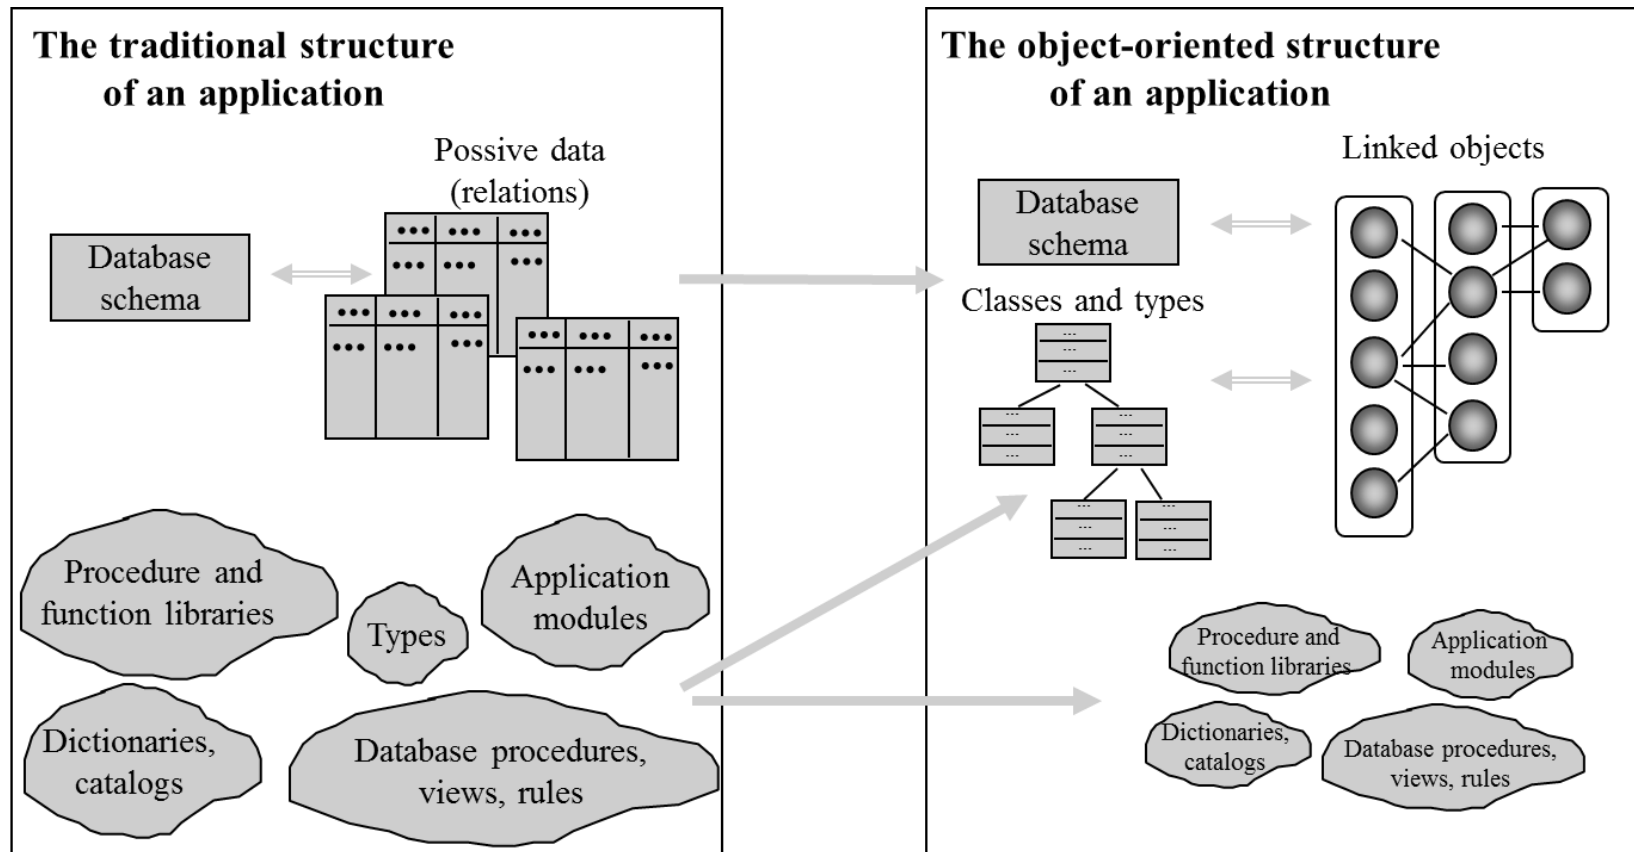 The traditional structure
of an application
Possive data
(relations)
Database
schema
Procedure and
function libraries
Types
Application
modules
Dictionaries,
catalogs
Database procedures,
views, rules
The object-oriented structure
of an application
Linked objects
Database
schema
Classes and types
Procedure and
function libraries
Application
modules
Dictionaries,
catalogs
Database procedures,
views, rules